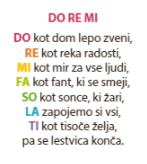 DO RE MI
DO kot dom lepo zveni,
RE kot reka radosti,
MI kot mir za vse ljudi,
FA kot fant, ki se smeji,
SO kot sonce, ki žari,
LA zapojemo si vsi,
TI kot tisoče želja,
pa se lestvica konča.